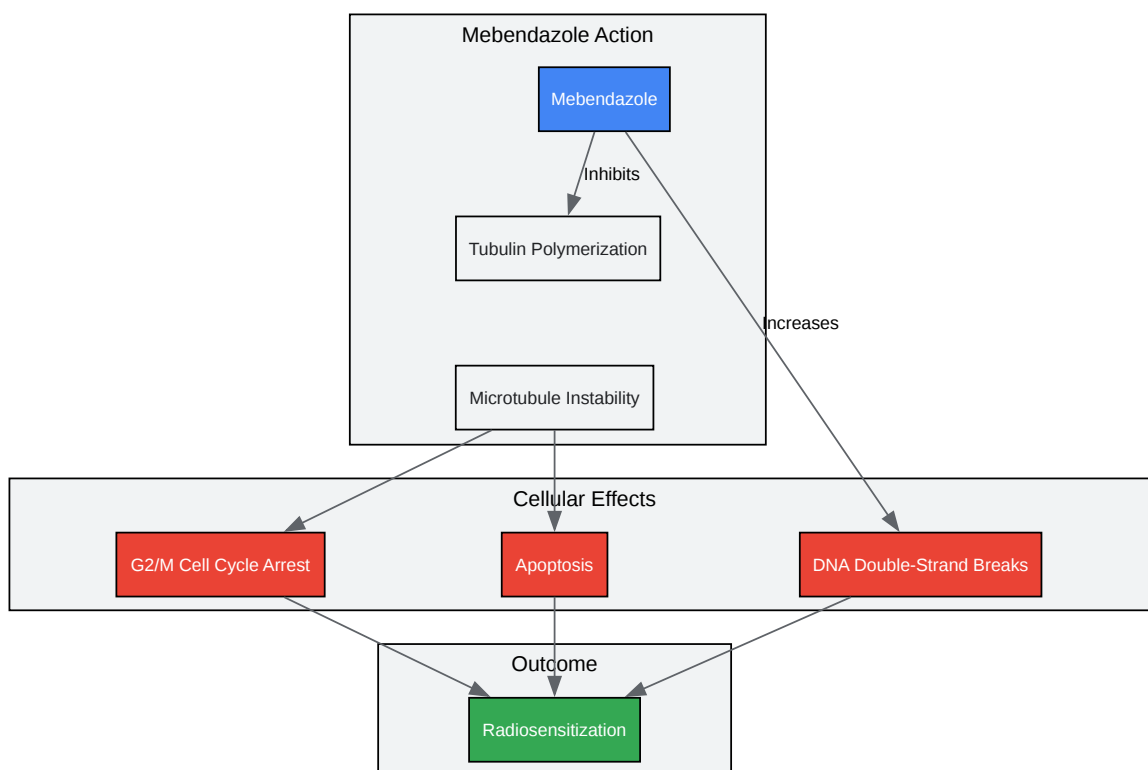 Mebendazole Action
Mebendazole
Inhibits
Tubulin Polymerization
Increases
Microtubule Instability
Cellular Effects
G2/M Cell Cycle Arrest
Apoptosis
DNA Double-Strand Breaks
Outcome
Radiosensitization